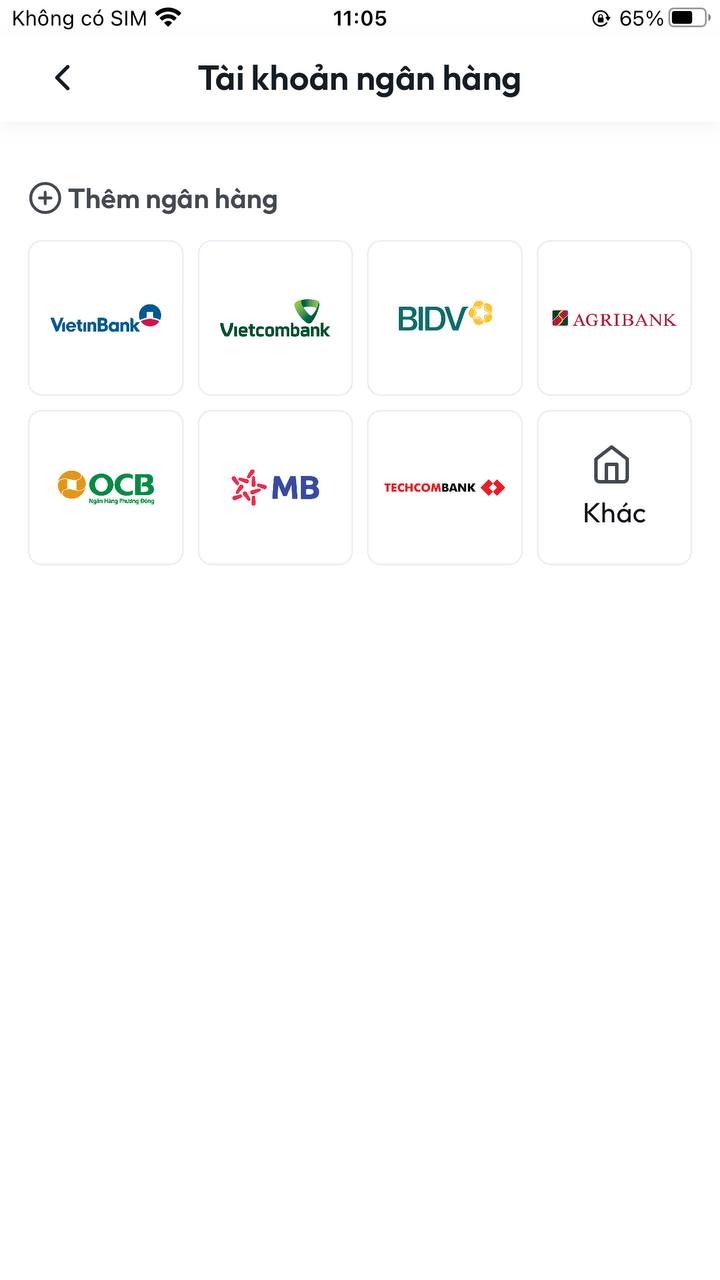 Không có SIM
11:05
65%
Tài khoản ngân hàng
Thêm ngân hàng
VietinBank
Vietcombank
BIDV
AGRIBANK
OCB
Ngân Hàng Phương Đông
MB
TECHCOMBANK
Khác